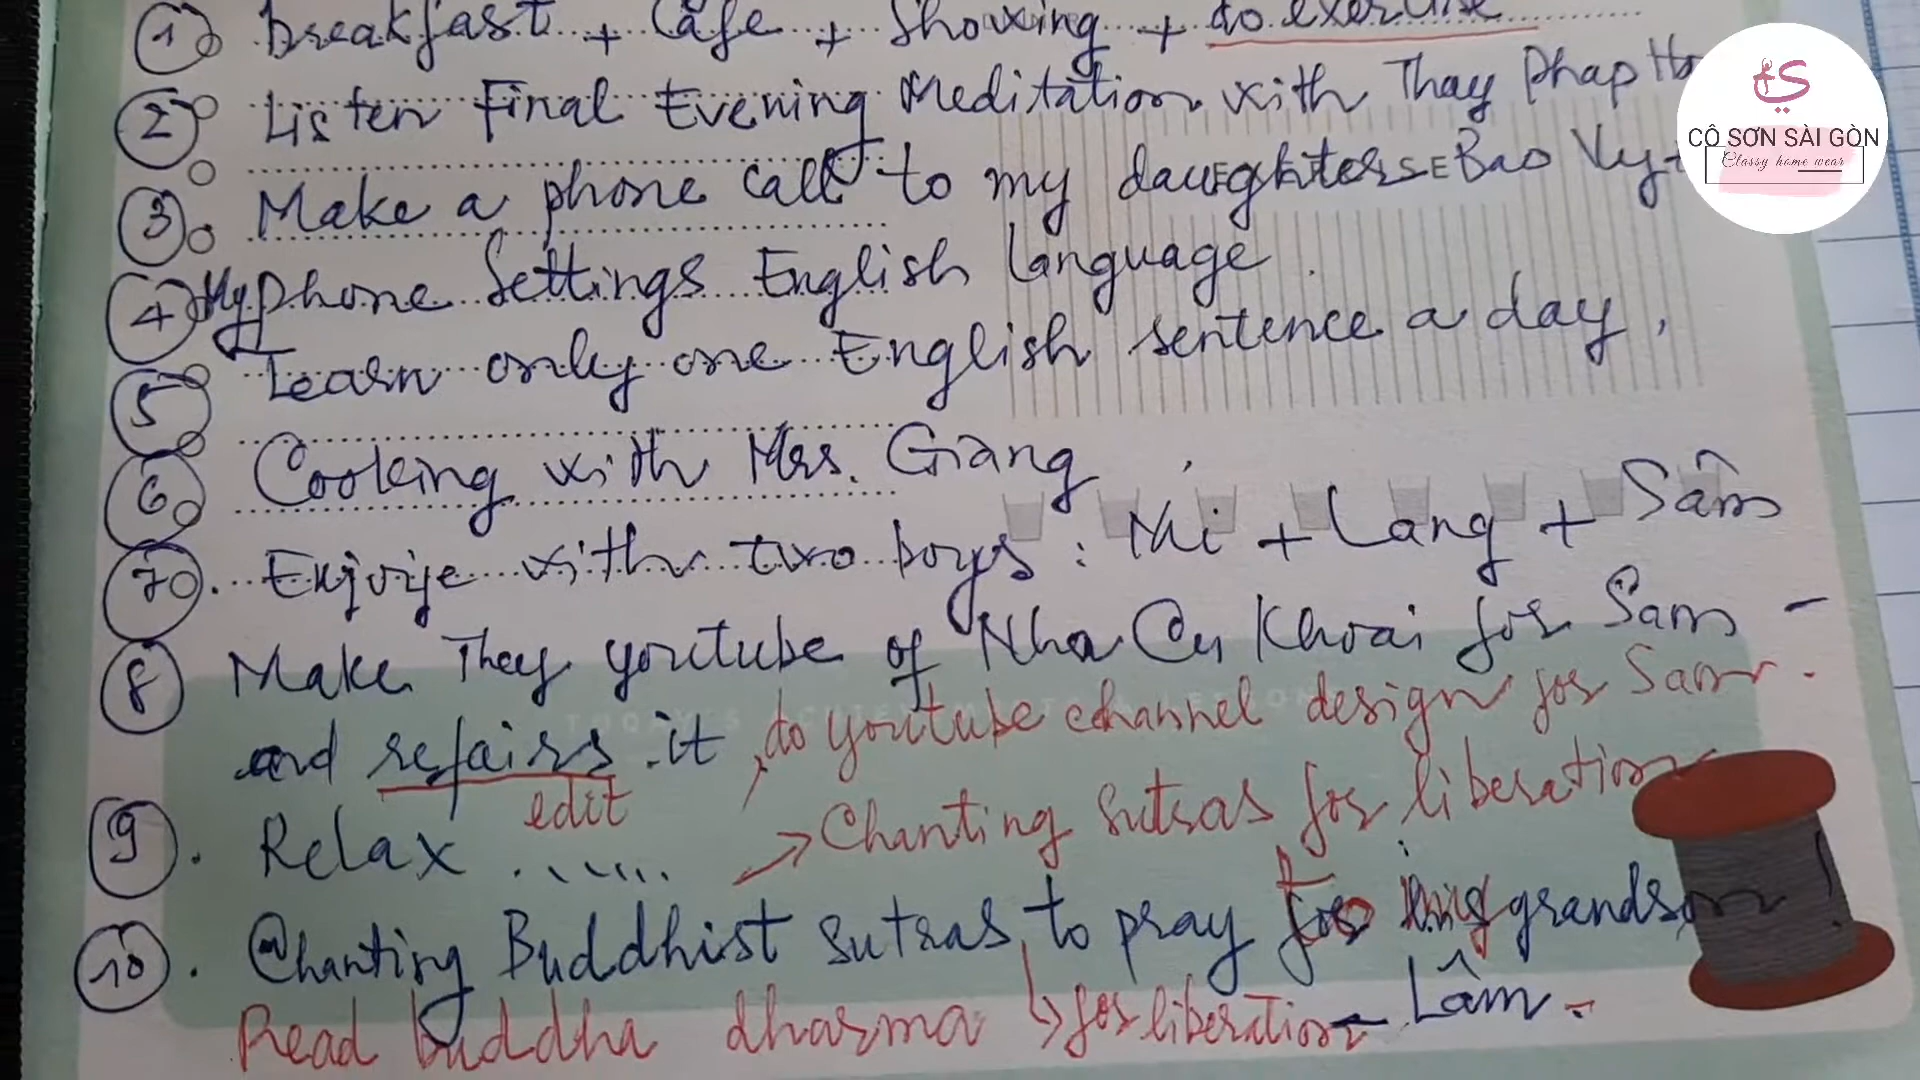 1 Breakfast + Cafe + Showing + do exercise
2 Listen Final Evening Meditation with Thay Phap Ho
3 Make a phone call to my daughters Bao Vy +
4 My phone Settings English Language.
5 Learn only one English sentence a day,
6 Cooking with Mrs. Giang
7 Enjoije with two boys : Mi + Lang + Sâm
8 Make They youtube of Nha Cu Khoai for Sam -
and refairs it , do youtube channel design for Sam.
edit
9. Relax ......
→ Chanting sutras for liberation
10. Chanting Buddhist sutras to pray for grandson !
Lâm.
Read buddha dharma ↳ for liberation
CÔ SƠN SÀI GÒN
Classy home wear